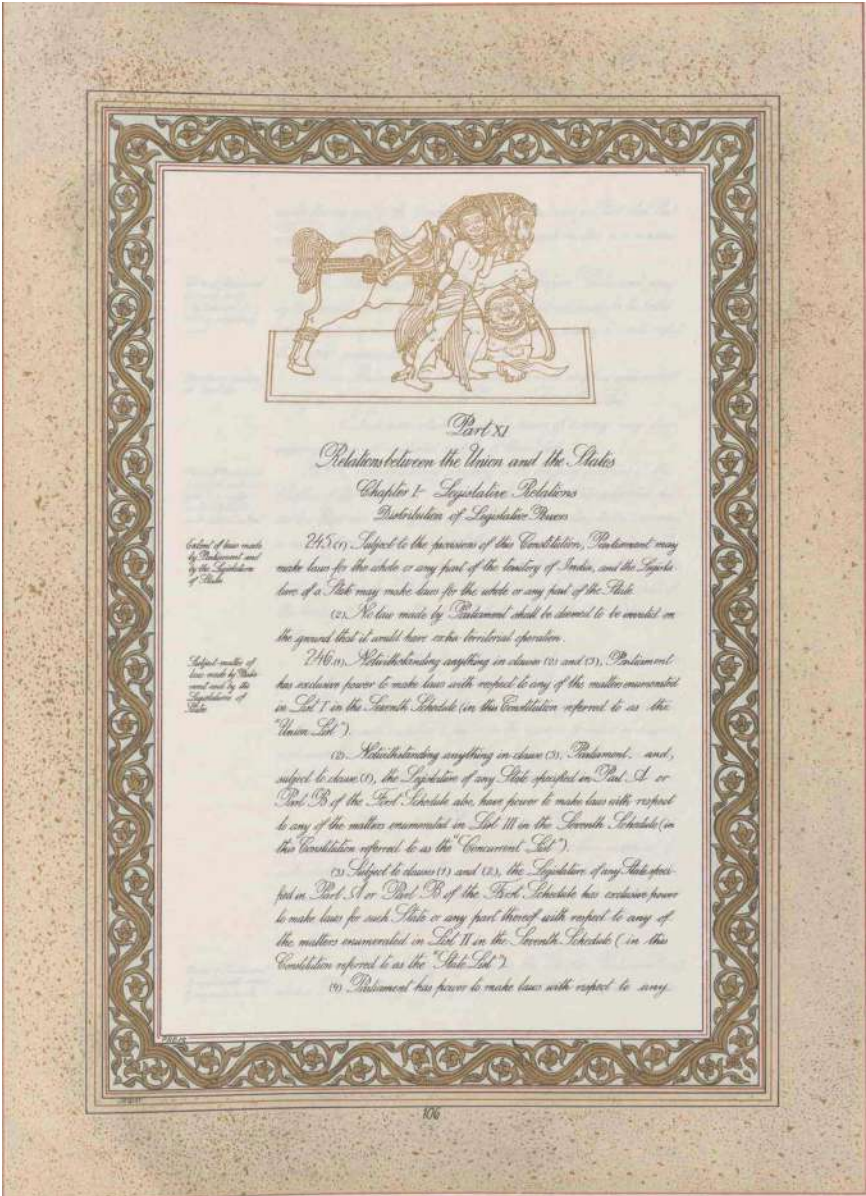 Part XI
Relations between the Union and the States
Chapter I- Legislative Relations
Distribution of Legislative Powers
Extent of laws made
by Parliament and
by the Legislatures
of States
245 (1) Subject to the provisions of this Constitution, Parliament may
make laws for the whole or any part of the territory of India, and the Legisla-
ture of a State may make laws for the whole or any part of the State.
(2) No law made by Parliament shall be deemed to be invalid on
the ground that it would have extra territorial operation.
Subject-matter of
laws made by Parlia-
ment and by the
Legislatures of
States
246 (1) Notwithstanding anything in clauses (2) and (3), Parliament
has exclusive power to make laws with respect to any of the matters enumerated
in List I in the Seventh Schedule (in this Constitution referred to as the
"Union List").
(2) Notwithstanding anything in clause (3), Parliament, and,
subject to clause (1), the Legislature of any State specified in Part A or
Part B of the First Schedule also, have power to make laws with respect
to any of the matters enumerated in List III in the Seventh Schedule (in
this Constitution referred to as the "Concurrent List").
(3) Subject to clauses (1) and (2), the Legislature of any State speci-
fied in Part A or Part B of the First Schedule has exclusive power
to make laws for such State or any part thereof with respect to any of
the matters enumerated in List II in the Seventh Schedule (in this
Constitution referred to as the "State List").
(4) Parliament has power to make laws with respect to any
106